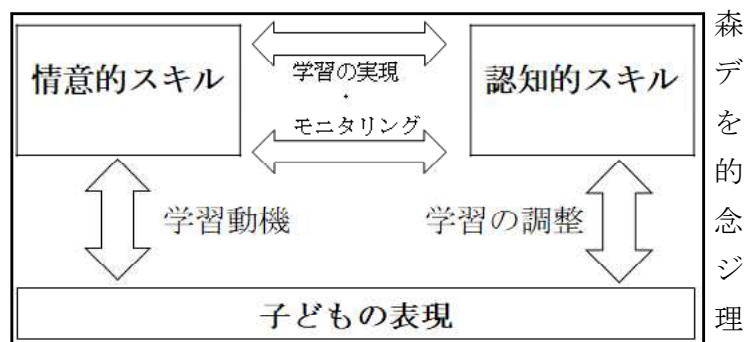 情意的スキル
学習の実現
・
モニタリング
認知的スキル
学習動機
学習の調整
子どもの表現
森
デ
を
的
念
ジ
理